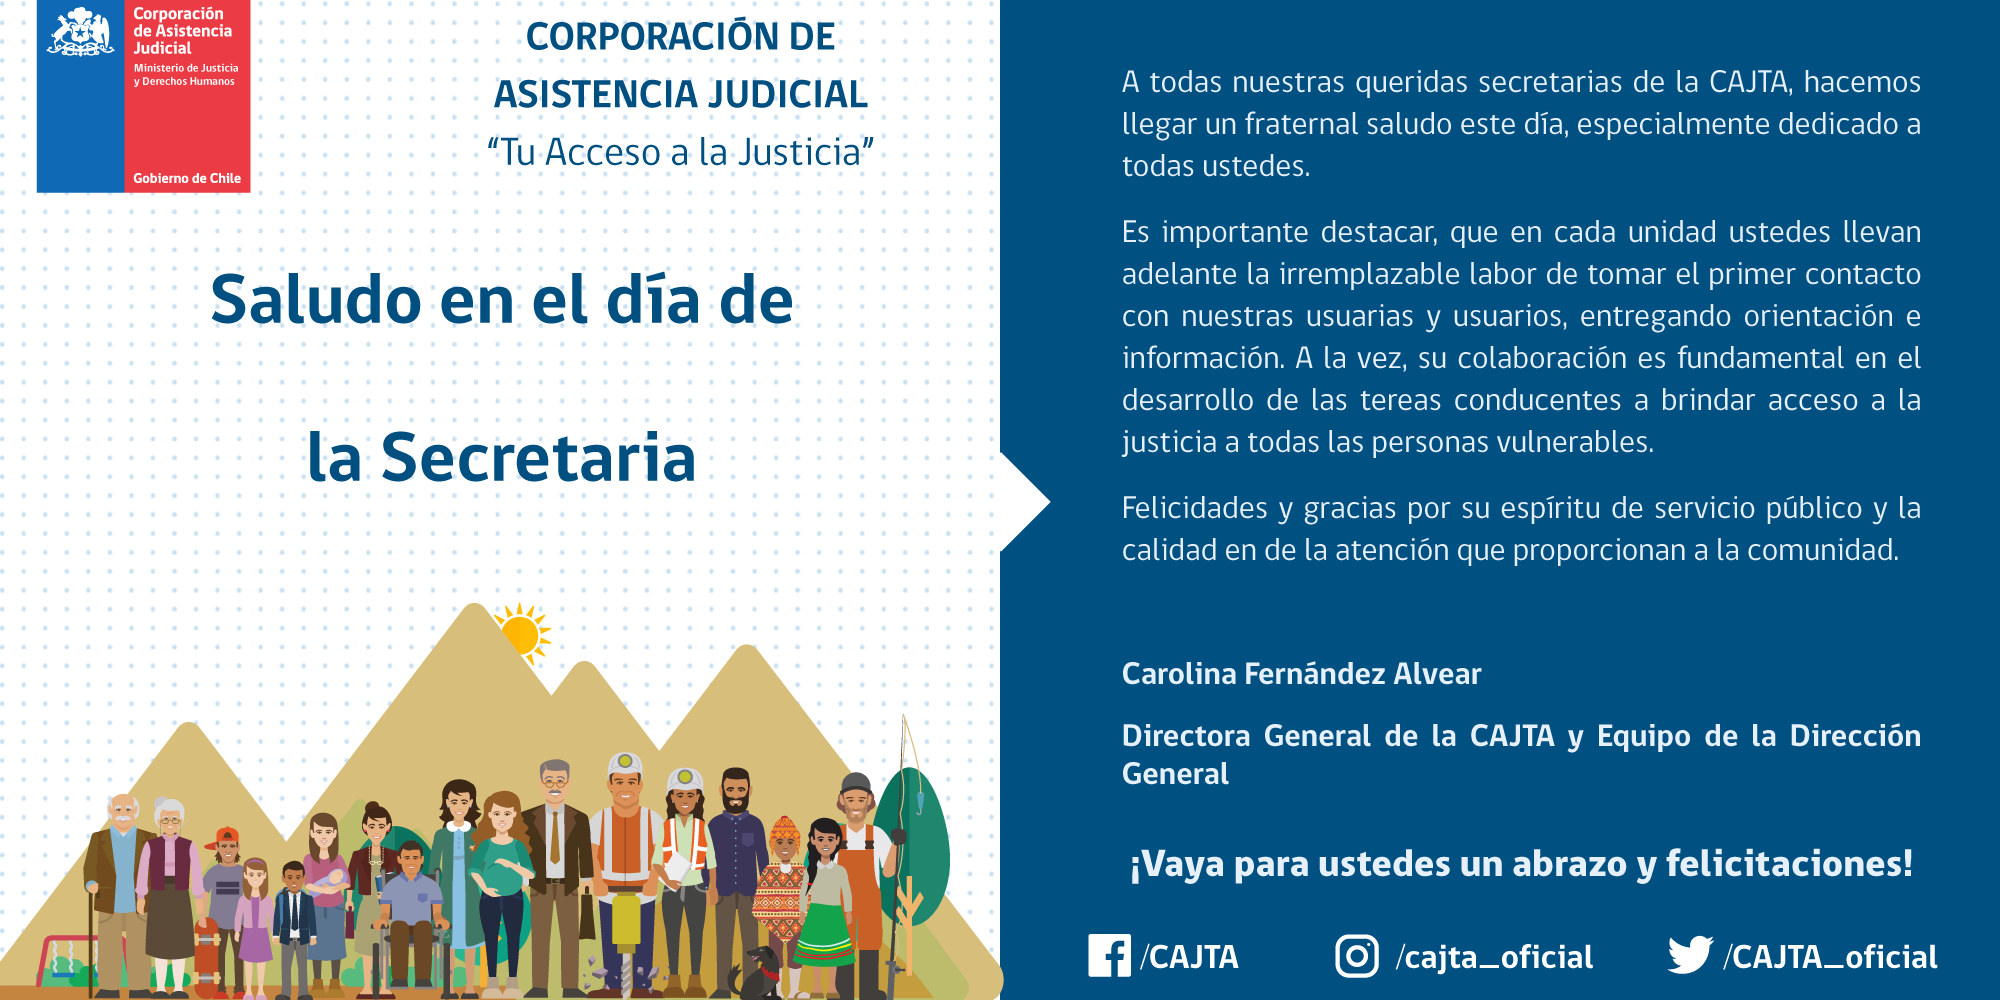 Corporación
de Asistencia
Judicial
Ministerio de Justicia
y Derechos Humanos
Gobierno de Chile
CORPORACIÓN DE
ASISTENCIA JUDICIAL
“Tu Acceso a la Justicia”
Saludo en el día de
la Secretaria
A todas nuestras queridas secretarias de la CAJTA, hacemos
llegar un fraternal saludo este día, especialmente dedicado a
todas ustedes.
Es importante destacar, que en cada unidad ustedes llevan
adelante la irremplazable labor de tomar el primer contacto
con nuestras usuarias y usuarios, entregando orientación e
información. A la vez, su colaboración es fundamental en el
desarrollo de las tereas conducentes a brindar acceso a la
justicia a todas las personas vulnerables.
Felicidades y gracias por su espíritu de servicio público y la
calidad en de la atención que proporcionan a la comunidad.
Carolina Fernández Alvear
Directora General de la CAJTA y Equipo de la Dirección
General
¡Vaya para ustedes un abrazo y felicitaciones!
/CAJTA
/cajta_oficial
/CAJTA_oficial